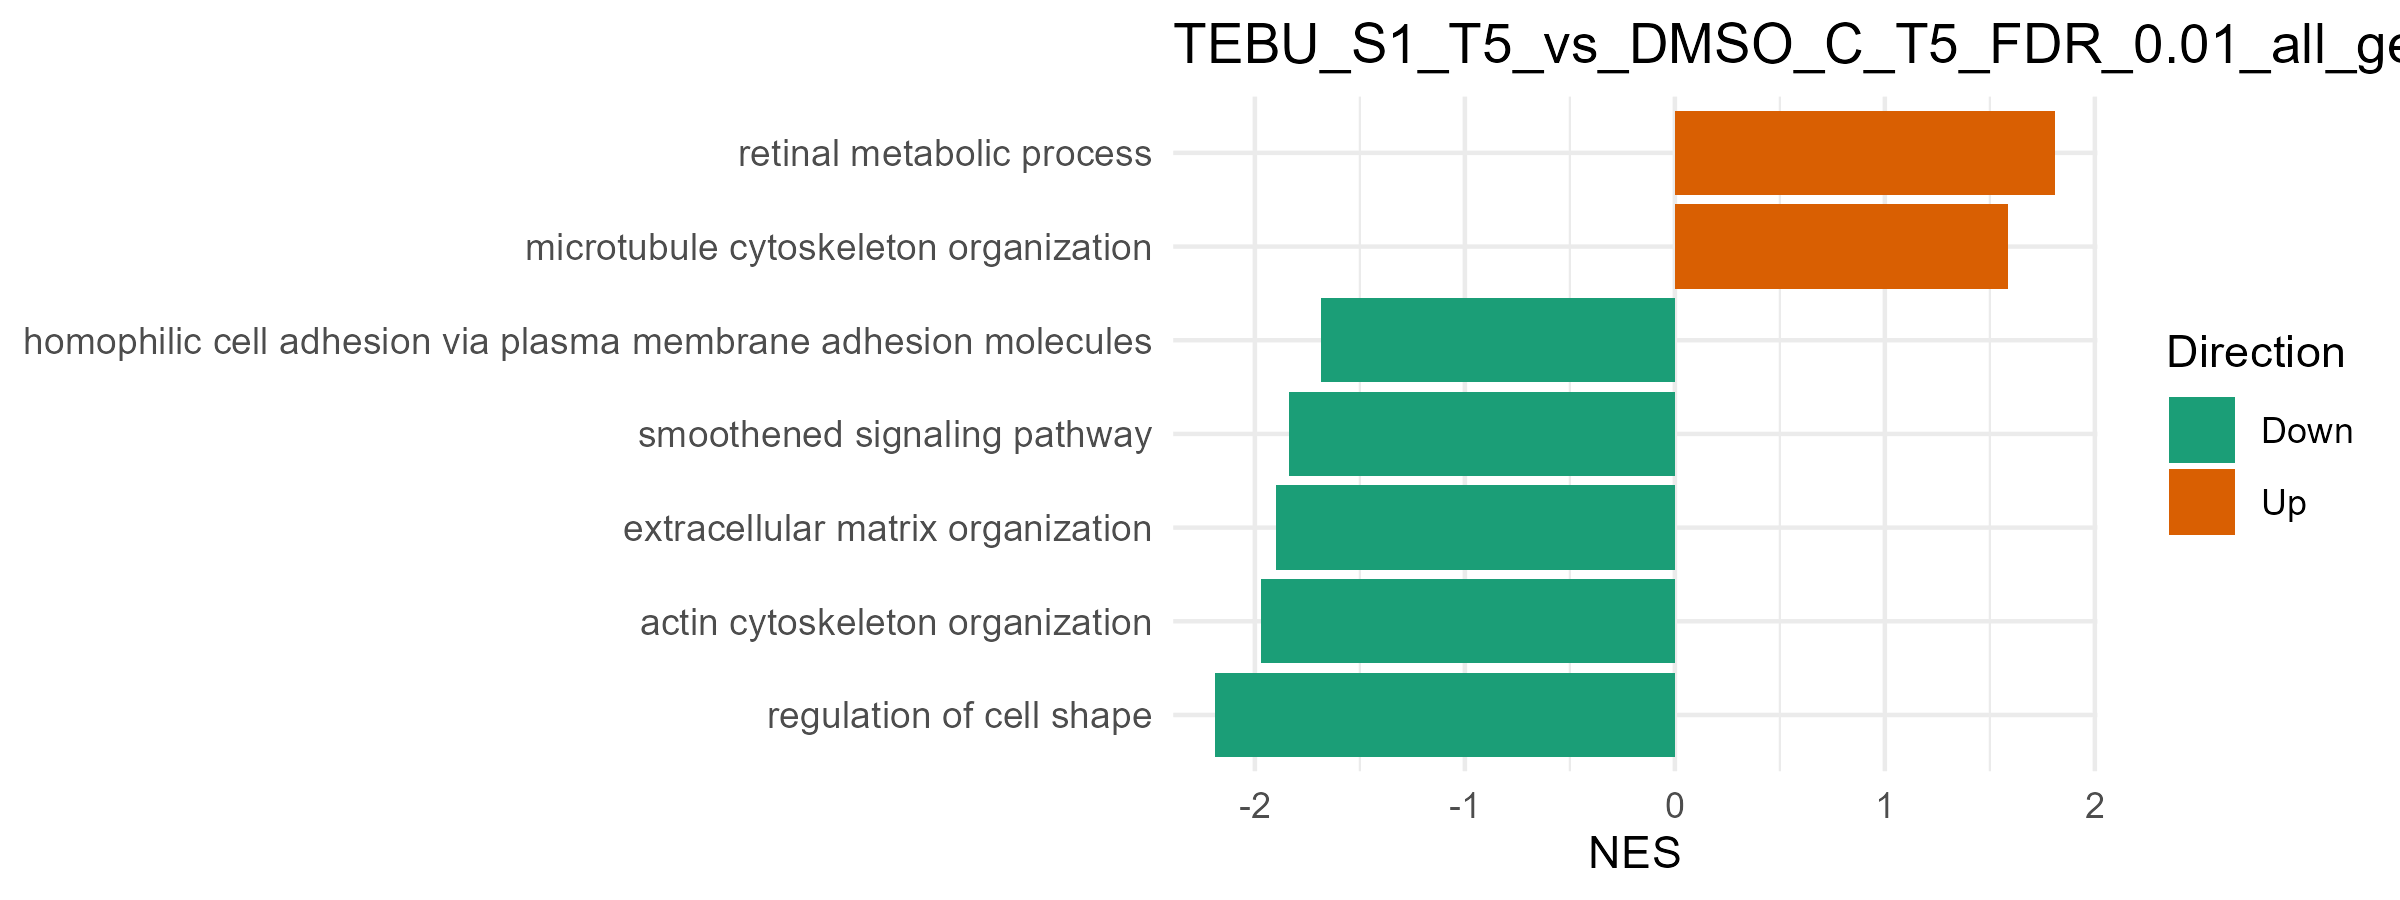 TEBU_S1_T5_vs_DMSO_C_T5_FDR_0.01_all_ge
retinal metabolic process
microtubule cytoskeleton organization
homophilic cell adhesion via plasma membrane adhesion molecules
smoothened signaling pathway
extracellular matrix organization
actin cytoskeleton organization
regulation of cell shape
-2 -1 0 1 2
NES
Direction
Down
Up